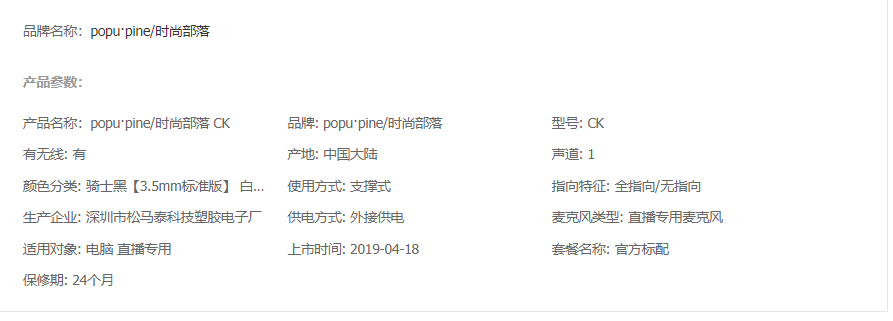 品牌名称：popu·pine/时尚部落
产品参数：
产品名称：popu·pine/时尚部落 CK 品牌: popu·pine/时尚部落 型号: CK
有无线: 有 产地: 中国大陆 声道: 1
颜色分类: 骑士黑【3.5mm标准版】 白... 使用方式: 支撑式 指向特征: 全指向/无指向
生产企业: 深圳市松马泰科技塑胶电子厂 供电方式: 外接供电 麦克风类型: 直播专用麦克风
适用对象: 电脑 直播专用 上市时间: 2019-04-18 套餐名称: 官方标配
保修期: 24个月